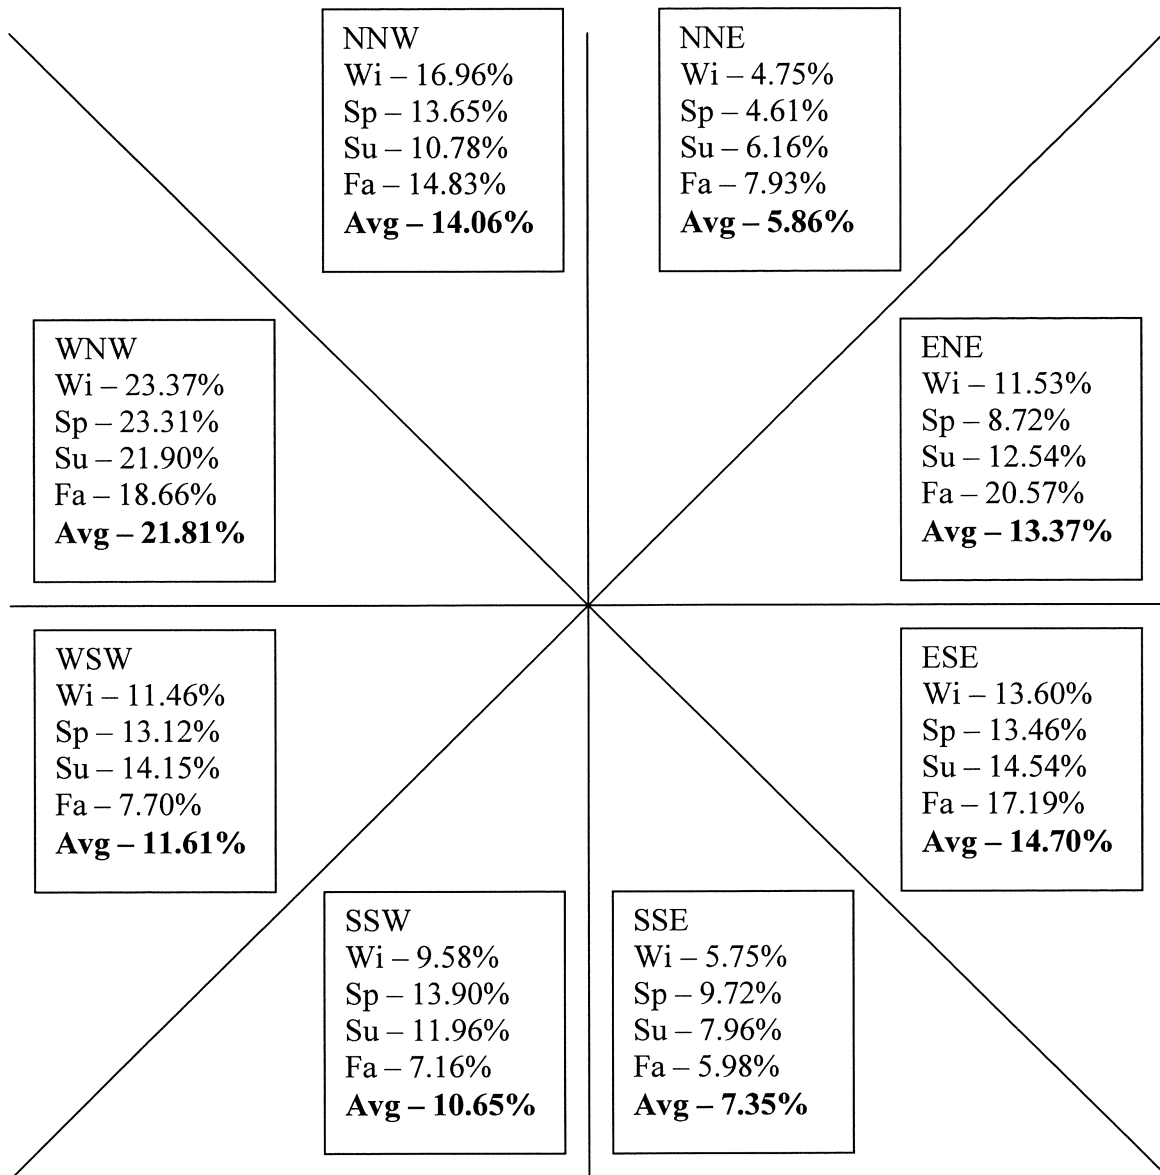 NNW
Wi – 16.96%
Sp – 13.65%
Su – 10.78%
Fa – 14.83%
Avg – 14.06%
NNE
Wi – 4.75%
Sp – 4.61%
Su – 6.16%
Fa – 7.93%
Avg – 5.86%
WNW
Wi – 23.37%
Sp – 23.31%
Su – 21.90%
Fa – 18.66%
Avg – 21.81%
ENE
Wi – 11.53%
Sp – 8.72%
Su – 12.54%
Fa – 20.57%
Avg – 13.37%
WSW
Wi – 11.46%
Sp – 13.12%
Su – 14.15%
Fa – 7.70%
Avg – 11.61%
ESE
Wi – 13.60%
Sp – 13.46%
Su – 14.54%
Fa – 17.19%
Avg – 14.70%
SSW
Wi – 9.58%
Sp – 13.90%
Su – 11.96%
Fa – 7.16%
Avg – 10.65%
SSE
Wi – 5.75%
Sp – 9.72%
Su – 7.96%
Fa – 5.98%
Avg – 7.35%